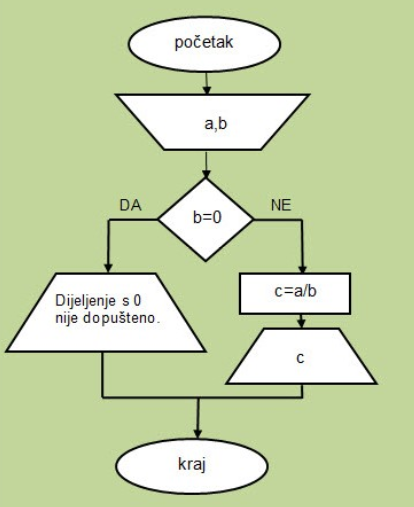 početak
a,b
b=0
DA
NE
Dijeljenje s 0
nije dopušteno.
c=a/b
c
kraj